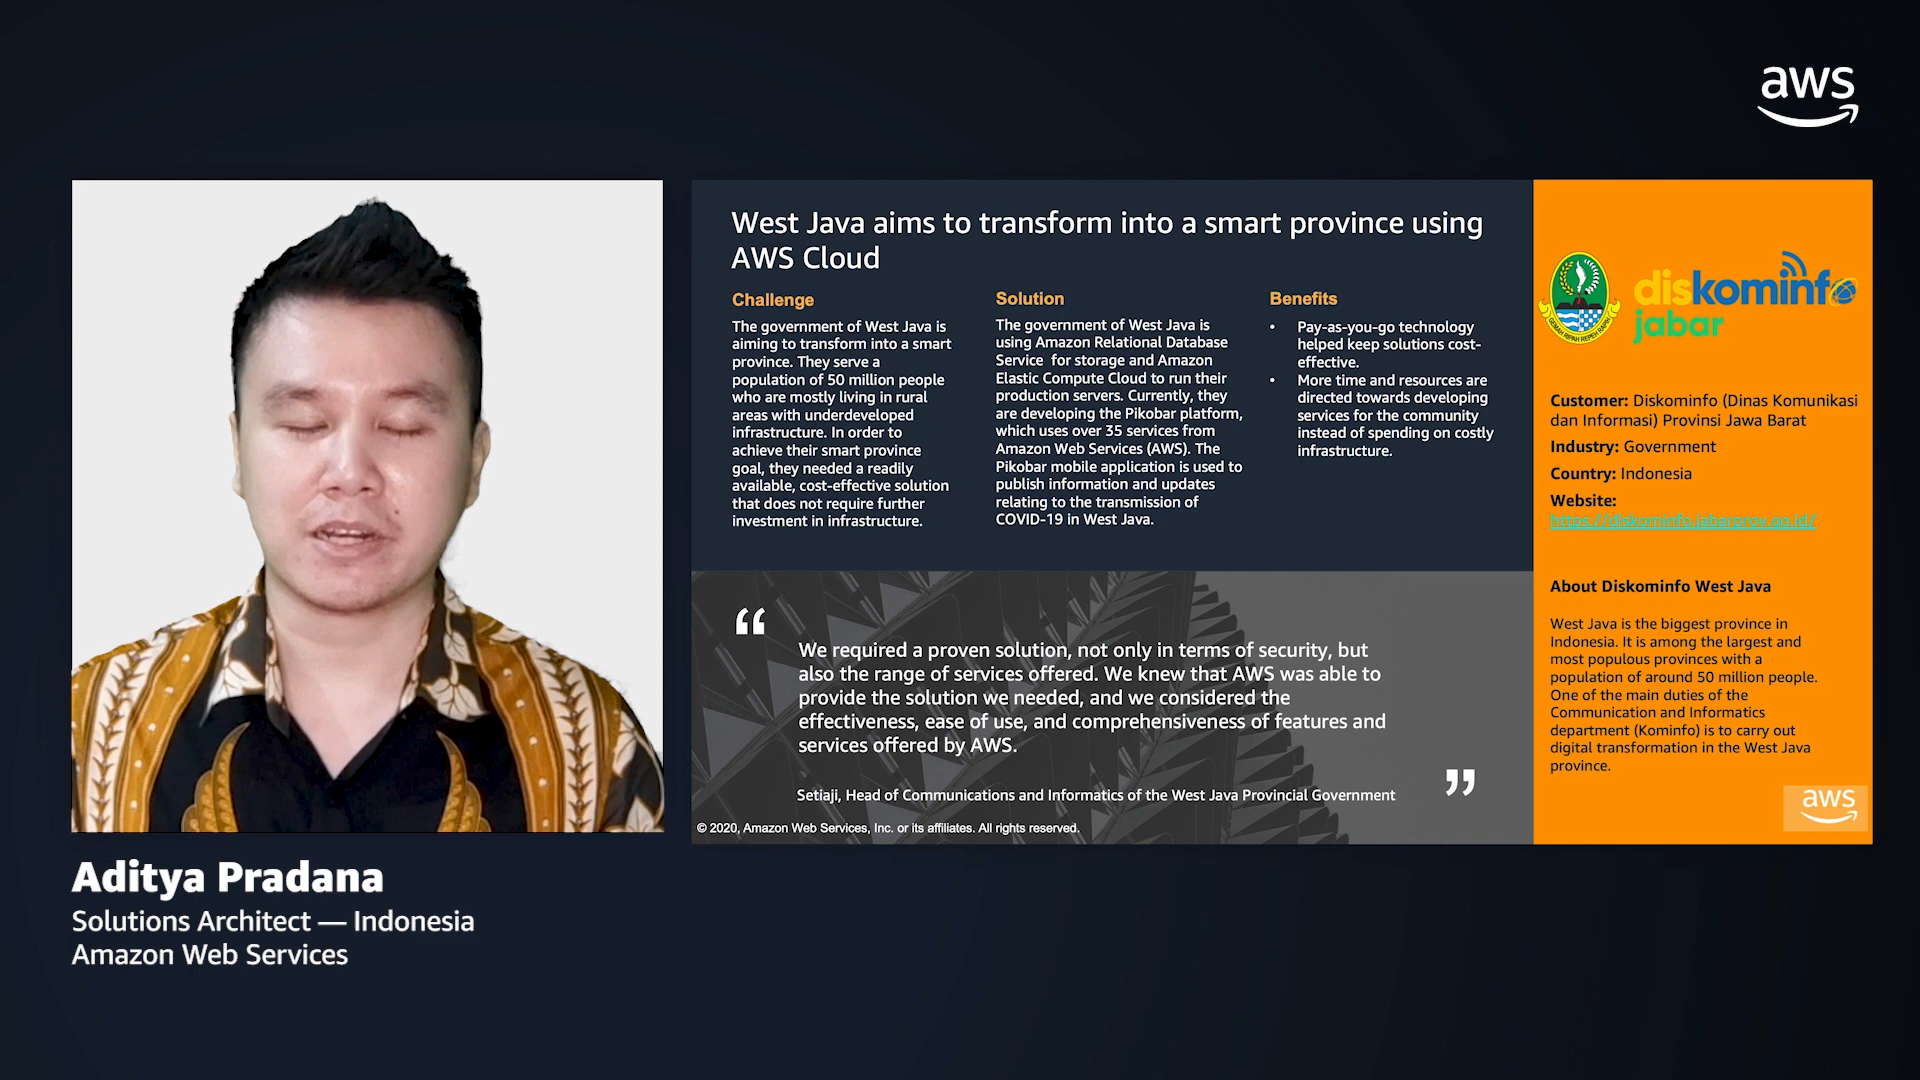 aws
West Java aims to transform into a smart province using
AWS Cloud
Challenge
The government of West Java is
aiming to transform into a smart
province. They serve a
population of 50 million people
who are mostly living in rural
areas with underdeveloped
infrastructure. In order to
achieve their smart province
goal, they needed a readily
available, cost-effective solution
that does not require further
investment in infrastructure.
Solution
The government of West Java is
using Amazon Relational Database
Service  for storage and Amazon
Elastic Compute Cloud to run their
production servers. Currently, they
are developing the Pikobar platform,
which uses over 35 services from
Amazon Web Services (AWS). The
Pikobar mobile application is used to
publish information and updates
relating to the transmission of
COVID-19 in West Java.
Benefits
• Pay-as-you-go technology
helped keep solutions cost-
effective.
• More time and resources are
directed towards developing
services for the community
instead of spending on costly
infrastructure.
“
We required a proven solution, not only in terms of security, but
also the range of services offered. We knew that AWS was able to
provide the solution we needed, and we considered the
effectiveness, ease of use, and comprehensiveness of features and
services offered by AWS.
”
Setiaji, Head of Communications and Informatics of the West Java Provincial Government
© 2020, Amazon Web Services, Inc. or its affiliates. All rights reserved.
GEMAH RIPAH REPEH RAPIH
diskominfo
jabar
Customer: Diskominfo (Dinas Komunikasi
dan Informasi) Provinsi Jawa Barat
Industry: Government
Country: Indonesia
Website:
https://diskominfo.jabarprov.go.id/
About Diskominfo West Java
West Java is the biggest province in
Indonesia. It is among the largest and
most populous provinces with a
population of around 50 million people.
One of the main duties of the
Communication and Informatics
department (Kominfo) is to carry out
digital transformation in the West Java
province.
aws
Aditya Pradana
Solutions Architect — Indonesia
Amazon Web Services